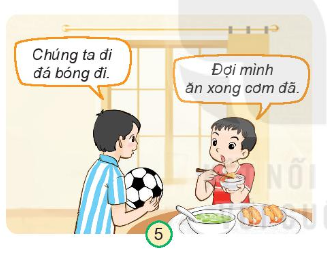 Chúng ta đi
đá bóng đi.
Đợi mình
ăn xong cơm đã.
5